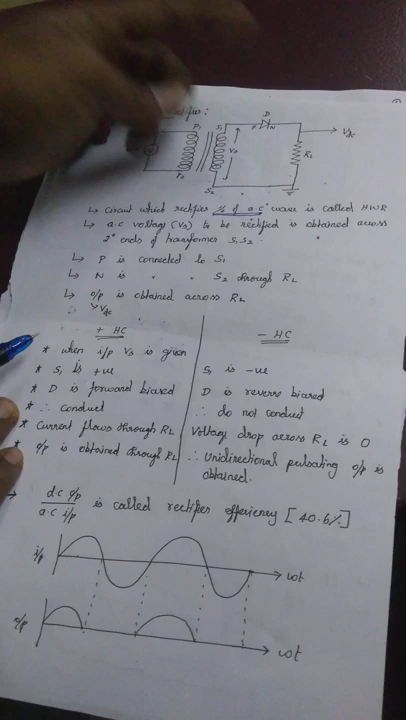 rectifier:
D
P1
S1
P N
Vdc
Vs
RL
P2
S2
↳ Circuit which rectifies ½ of a.c wave is called HWR
↳ a.c voltage (Vs) to be rectified is obtained across
2° ends of transformer S1 S2.
↳ P is connected to S1
↳ N is " " S2 through RL
↳ o/p is obtained across RL
↳ Vdc
+ HC
* when i/p Vs is given
* S1 is +ve
* D is forward biased
* ∴ conduct
* Current flows through RL
* o/p is obtained through RL
- HC
S1 is -ve
D is reverse biased
∴ do not conduct
Voltage drop across RL is 0
∴ Unidirectional pulsating o/p is
obtained.
→ d.c o/p / a.c i/p is called rectifier efficiency [40.6%]
i/p
ωt
o/p
ωt